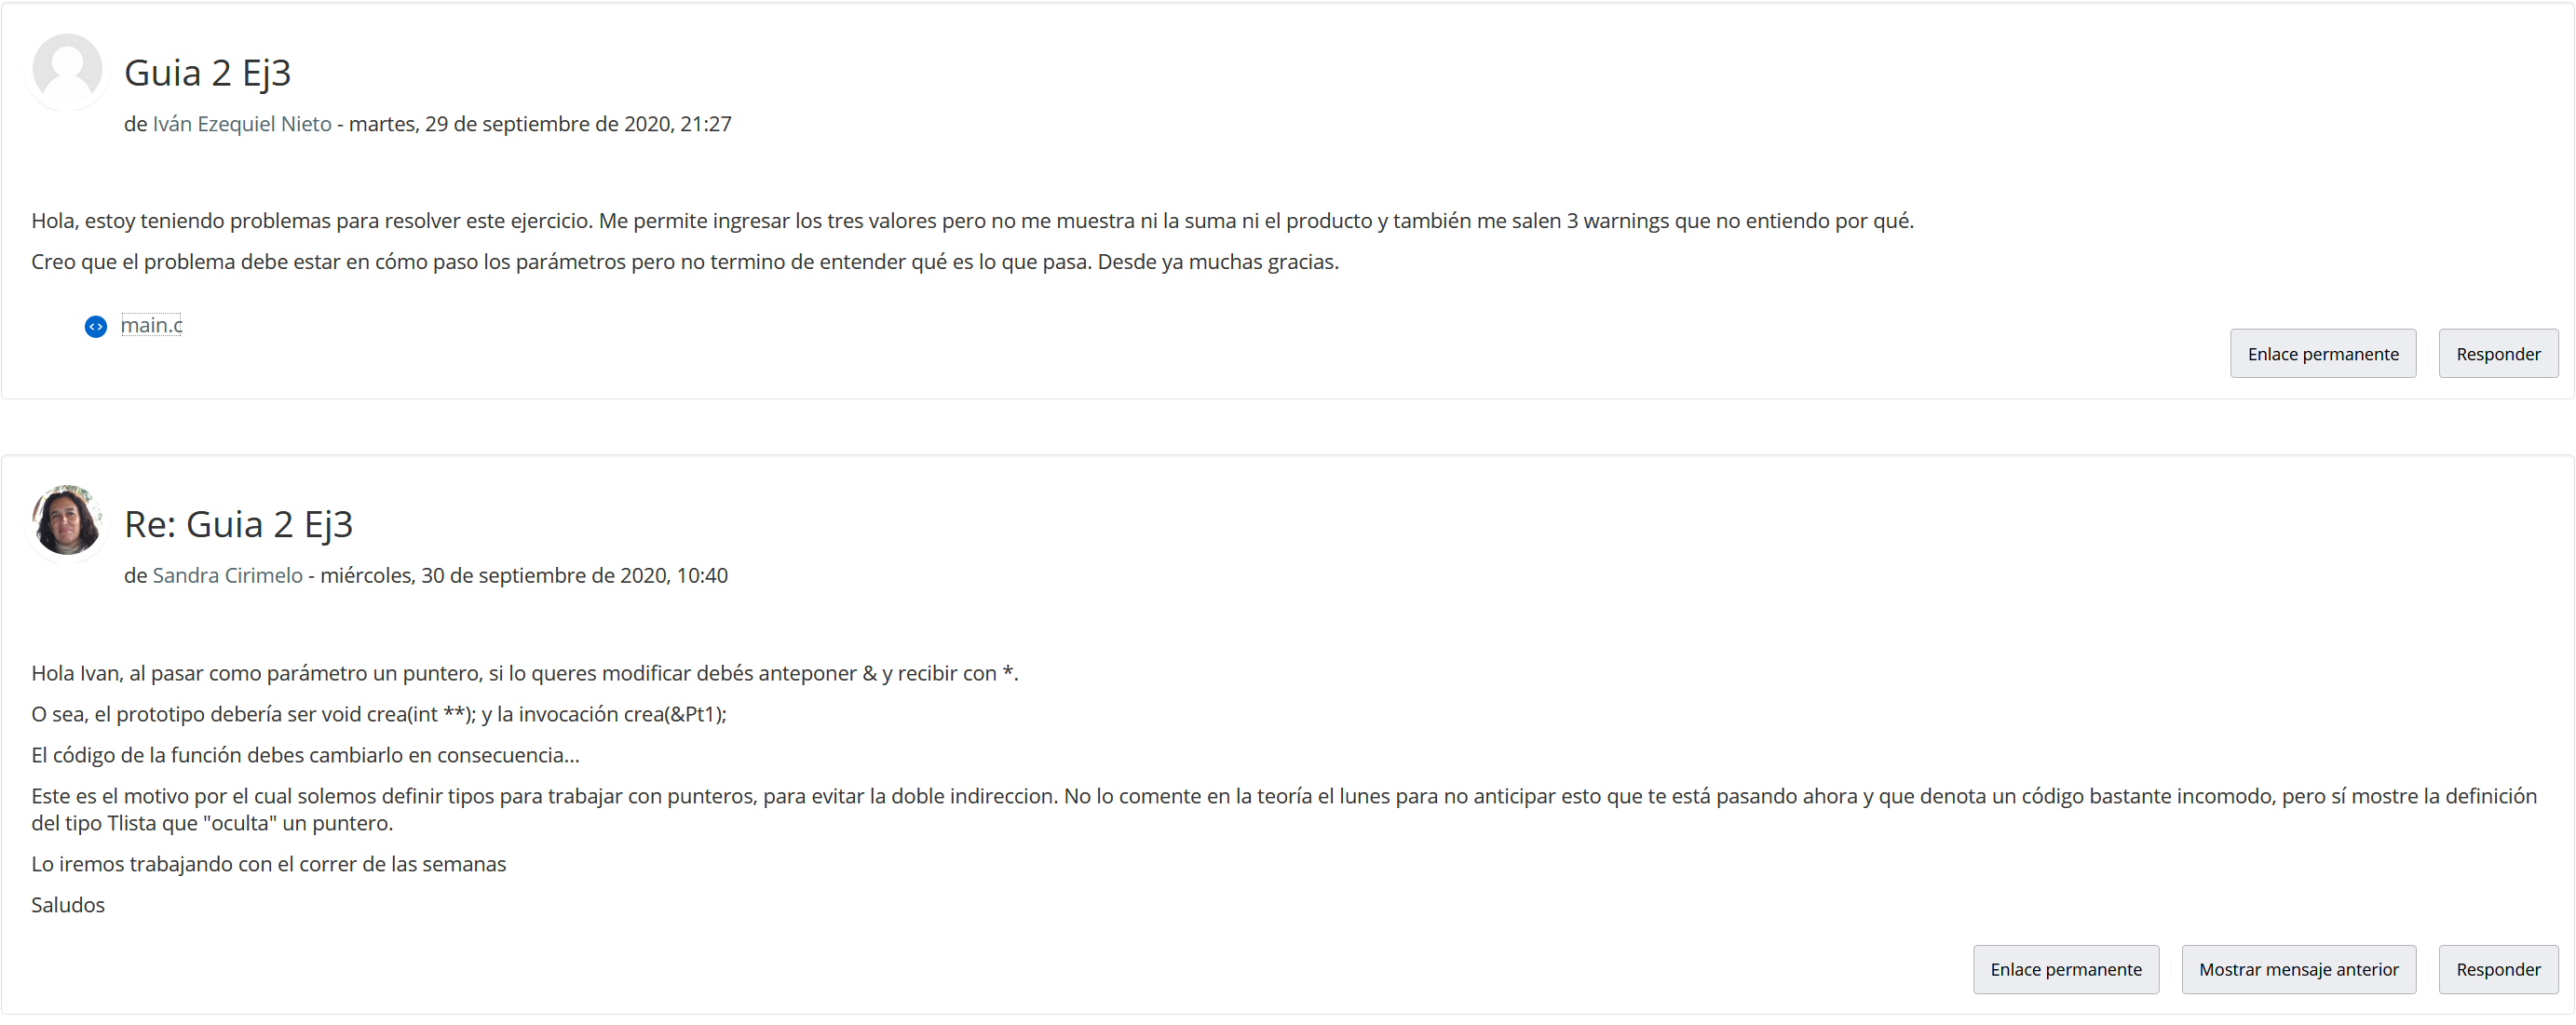 Guia 2 Ej3
de Iván Ezequiel Nieto - martes, 29 de septiembre de 2020, 21:27
Hola, estoy teniendo problemas para resolver este ejercicio. Me permite ingresar los tres valores pero no me muestra ni la suma ni el producto y también me salen 3 warnings que no entiendo por qué.
Creo que el problema debe estar en cómo paso los parámetros pero no termino de entender qué es lo que pasa. Desde ya muchas gracias.
main.c
Enlace permanente Responder
Re: Guia 2 Ej3
de Sandra Cirimelo - miércoles, 30 de septiembre de 2020, 10:40
Hola Ivan, al pasar como parámetro un puntero, si lo queres modificar debés anteponer & y recibir con *.
O sea, el prototipo debería ser void crea(int **); y la invocación crea(&Pt1);
El código de la función debes cambiarlo en consecuencia...
Este es el motivo por el cual solemos definir tipos para trabajar con punteros, para evitar la doble indireccion. No lo comente en la teoría el lunes para no anticipar esto que te está pasando ahora y que denota un código bastante incomodo, pero sí mostre la definición
del tipo Tlista que "oculta" un puntero.
Lo iremos trabajando con el correr de las semanas
Saludos
Enlace permanente Mostrar mensaje anterior Responder